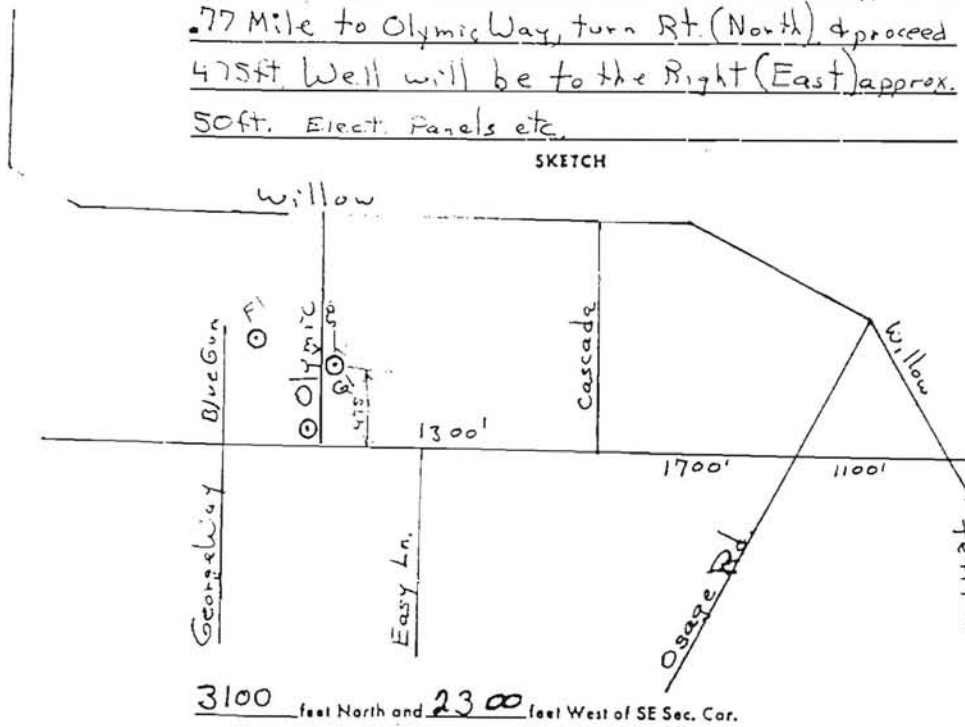 .77 Mile to Olymic Way, turn Rt. (North) & proceed
475ft. Well will be to the Right (East) approx.
50ft. Elect. Panels etc.
SKETCH
Willow
F'
Blue Gum
Olymic
50'
G'
475'
Cascade
Willow
1300'
1700'
1100'
George Way
Easy Ln.
Osage Rd.
3100 feet North and 2300 feet West of SE Sec. Cor.